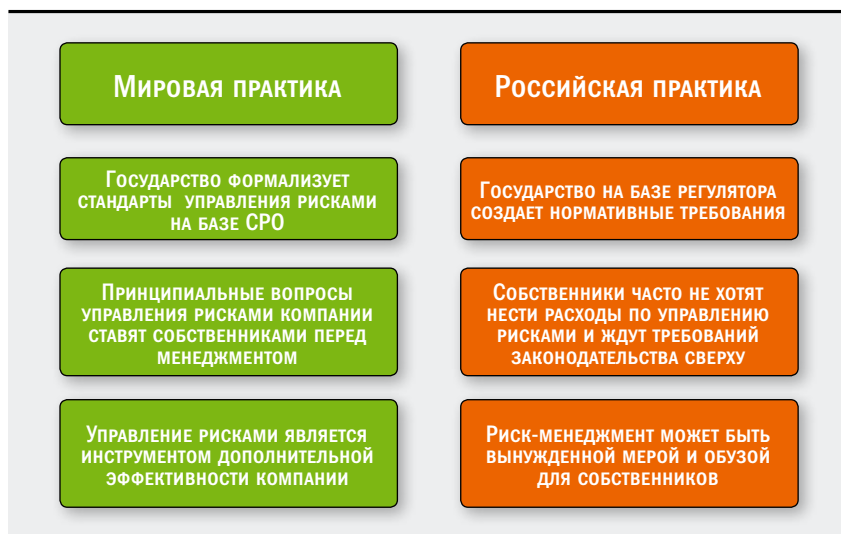 Мировая практика
Российская практика
Государство формализует
стандарты управления рисками
на базе СРО
Государство на базе регулятора
создает нормативные требования
Принципиальные вопросы
управления рисками компании
ставят собственниками перед
менеджментом
Собственники часто не хотят
нести расходы по управлению
рисками и ждут требований
законодательства сверху
Управление рисками является
инструментом дополнительной
эффективности компании
Риск-менеджмент может быть
вынужденной мерой и обузой
для собственников